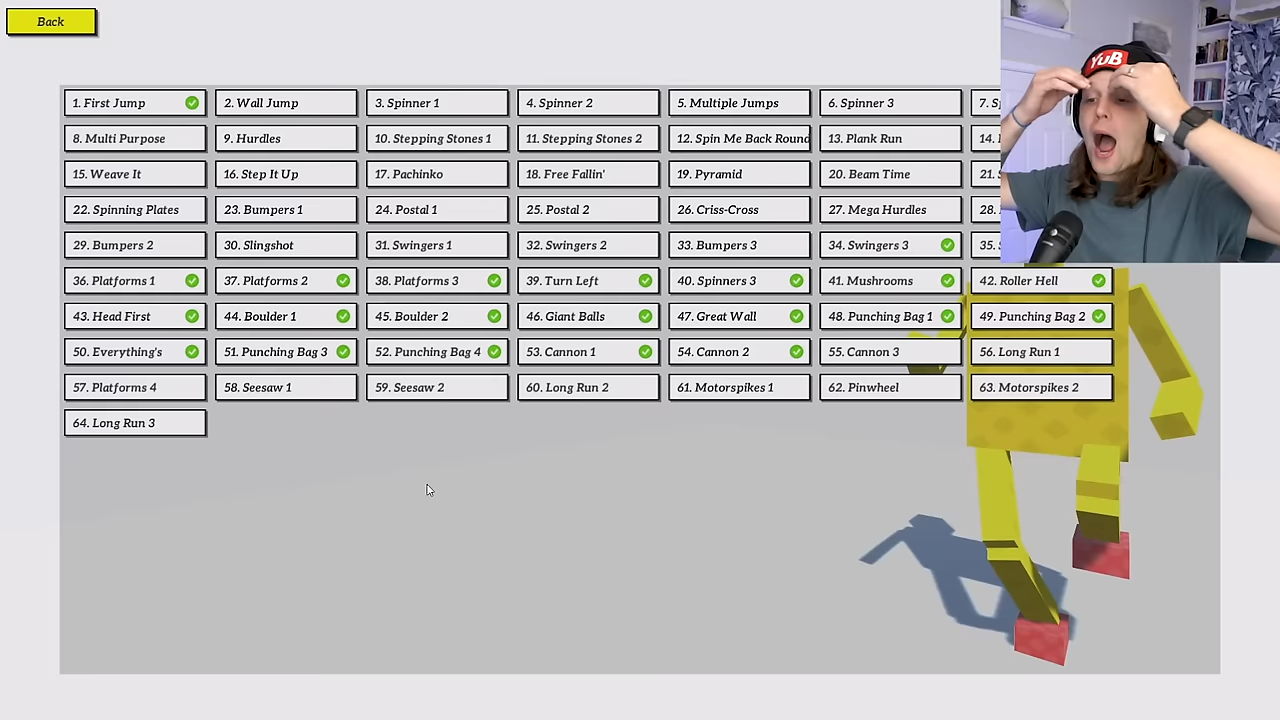 Back
YuB
1. First Jump
2. Wall Jump
3. Spinner 1
4. Spinner 2
5. Multiple Jumps
6. Spinner 3
7.
8. Multi Purpose
9. Hurdles
10. Stepping Stones 1
11. Stepping Stones 2
12. Spin Me Back Round
13. Plank Run
14.
15. Weave It
16. Step It Up
17. Pachinko
18. Free Fallin'
19. Pyramid
20. Beam Time
21.
22. Spinning Plates
23. Bumpers 1
24. Postal 1
25. Postal 2
26. Criss-Cross
27. Mega Hurdles
28.
29. Bumpers 2
30. Slingshot
31. Swingers 1
32. Swingers 2
33. Bumpers 3
34. Swingers 3
35.
36. Platforms 1
37. Platforms 2
38. Platforms 3
39. Turn Left
40. Spinners 3
41. Mushrooms
42. Roller Hell
43. Head First
44. Boulder 1
45. Boulder 2
46. Giant Balls
47. Great Wall
48. Punching Bag 1
49. Punching Bag 2
50. Everything's
51. Punching Bag 3
52. Punching Bag 4
53. Cannon 1
54. Cannon 2
55. Cannon 3
56. Long Run 1
57. Platforms 4
58. Seesaw 1
59. Seesaw 2
60. Long Run 2
61. Motorspikes 1
62. Pinwheel
63. Motorspikes 2
64. Long Run 3